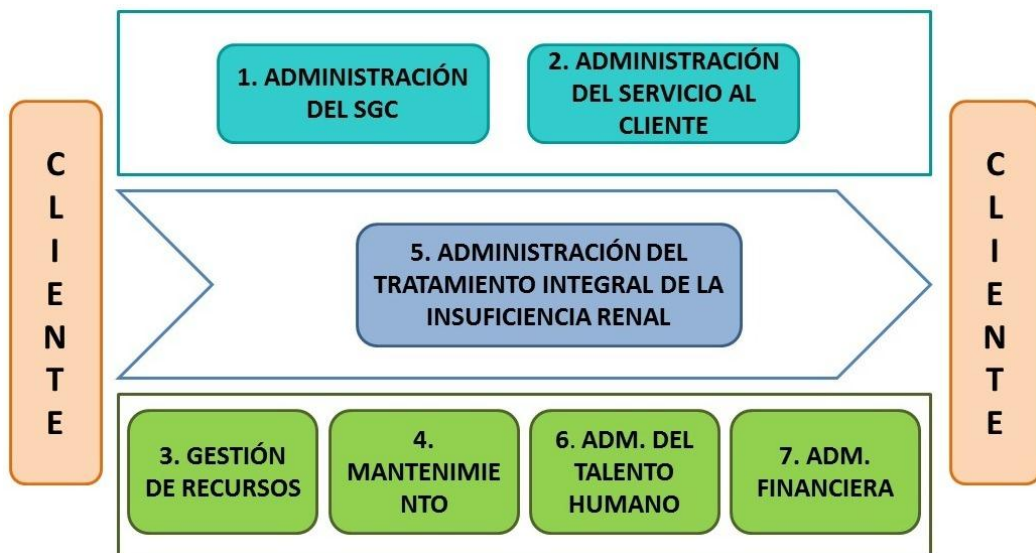 1. ADMINISTRACIÓN
DEL SGC
2. ADMINISTRACIÓN
DEL SERVICIO AL
CLIENTE
C
L
I
E
N
T
E
5. ADMINISTRACIÓN DEL
TRATAMIENTO INTEGRAL DE LA
INSUFICIENCIA RENAL
C
L
I
E
N
T
E
3. GESTIÓN
DE RECURSOS
4.
MANTENIMIE
NTO
6. ADM. DEL
TALENTO
HUMANO
7. ADM.
FINANCIERA